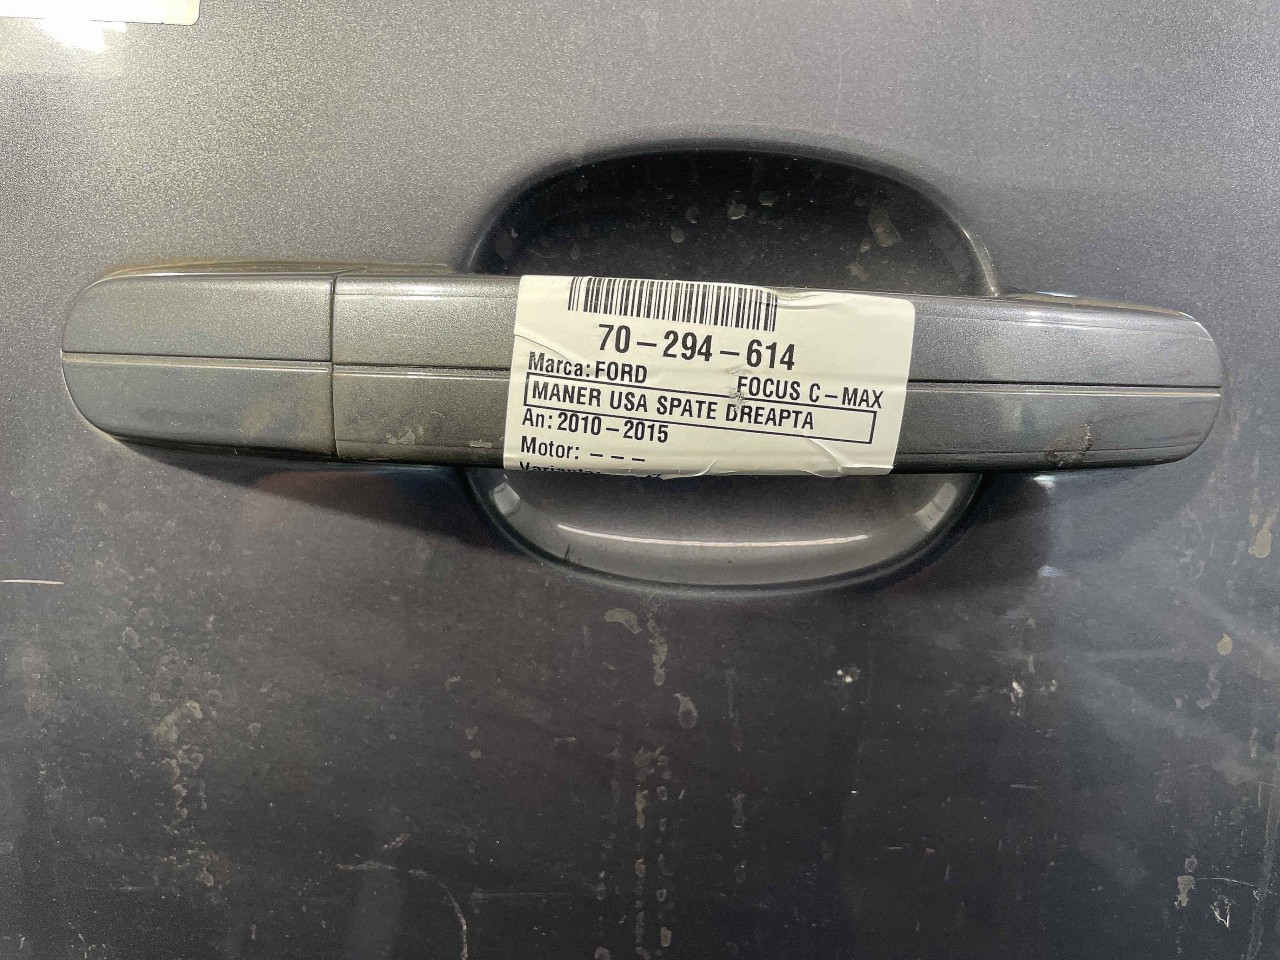 70-294-614
Marca: FORD FOCUS C-MAX
MANER USA SPATE DREAPTA
An: 2010-2015
Motor: ---